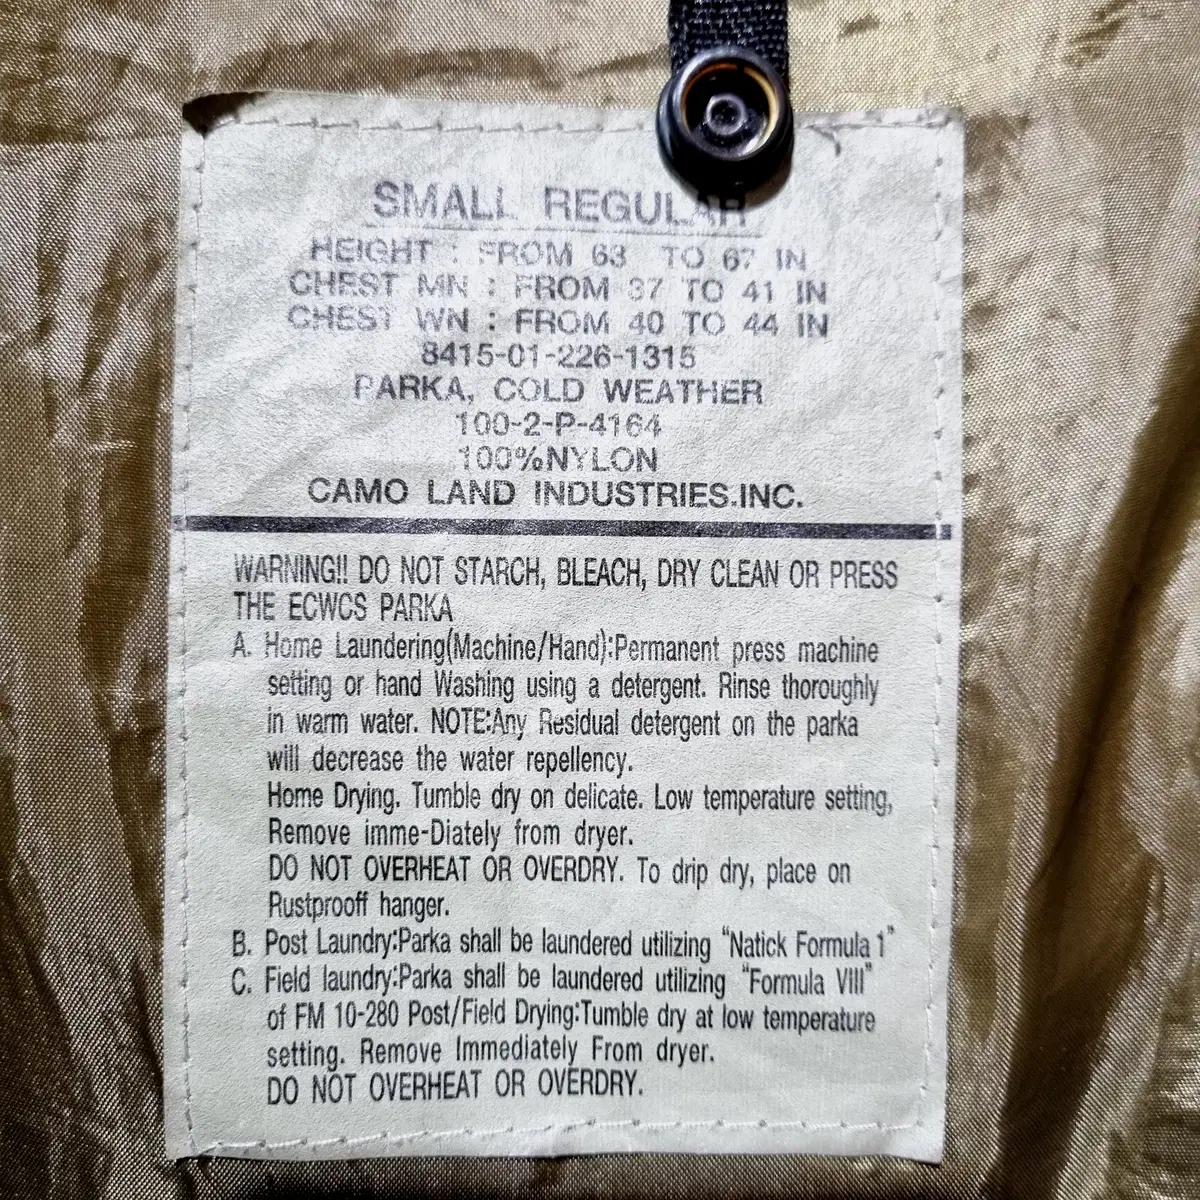 SMALL REGULAR
HEIGHT : FROM 63 TO 67 IN
CHEST MN : FROM 37 TO 41 IN
CHEST WN : FROM 40 TO 44 IN
8415-01-226-1315
PARKA, COLD WEATHER
100-2-P-4164
100%NYLON
CAMO LAND INDUSTRIES.INC.
WARNING!! DO NOT STARCH, BLEACH, DRY CLEAN OR PRESS
THE ECWCS PARKA
A. Home Laundering(Machine/Hand):Permanent press machine
setting or hand Washing using a detergent. Rinse thoroughly
in warm water. NOTE:Any Residual detergent on the parka
will decrease the water repellency.
Home Drying. Tumble dry on delicate. Low temperature setting,
Remove imme-Diately from dryer.
DO NOT OVERHEAT OR OVERDRY. To drip dry, place on
Rustprooff hanger.
B. Post Laundry:Parka shall be laundered utilizing "Natick Formula 1"
C. Field laundry:Parka shall be laundered utilizing "Formula VIII"
of FM 10-280 Post/Field Drying:Tumble dry at low temperature
setting. Remove Immediately From dryer.
DO NOT OVERHEAT OR OVERDRY.